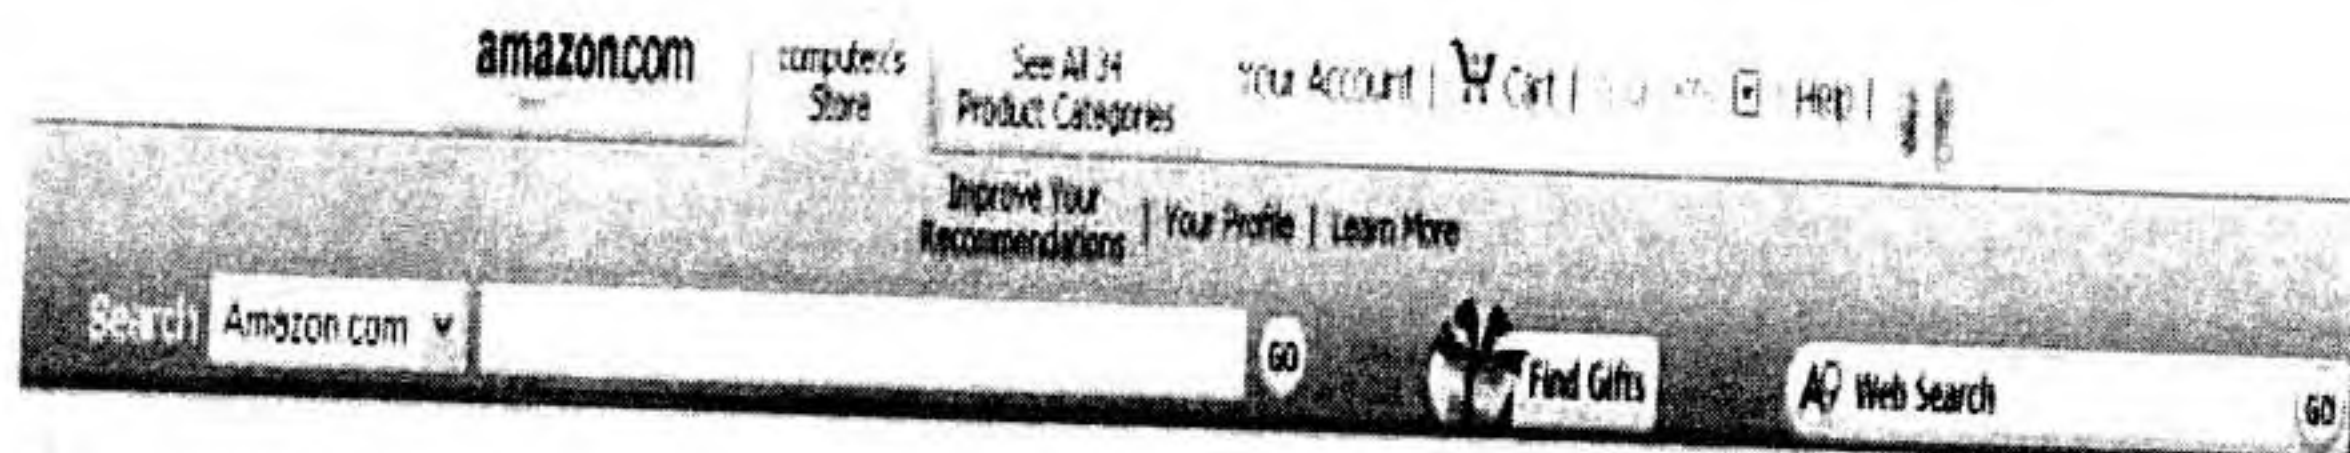 amazon.com
computer's
Store
See All 34
Product Categories
Your Account | Cart | Help |
Improve Your
Recommendations | Your Profile | Learn More
Search Amazon.com GO Find Gifts A9 Web Search GO